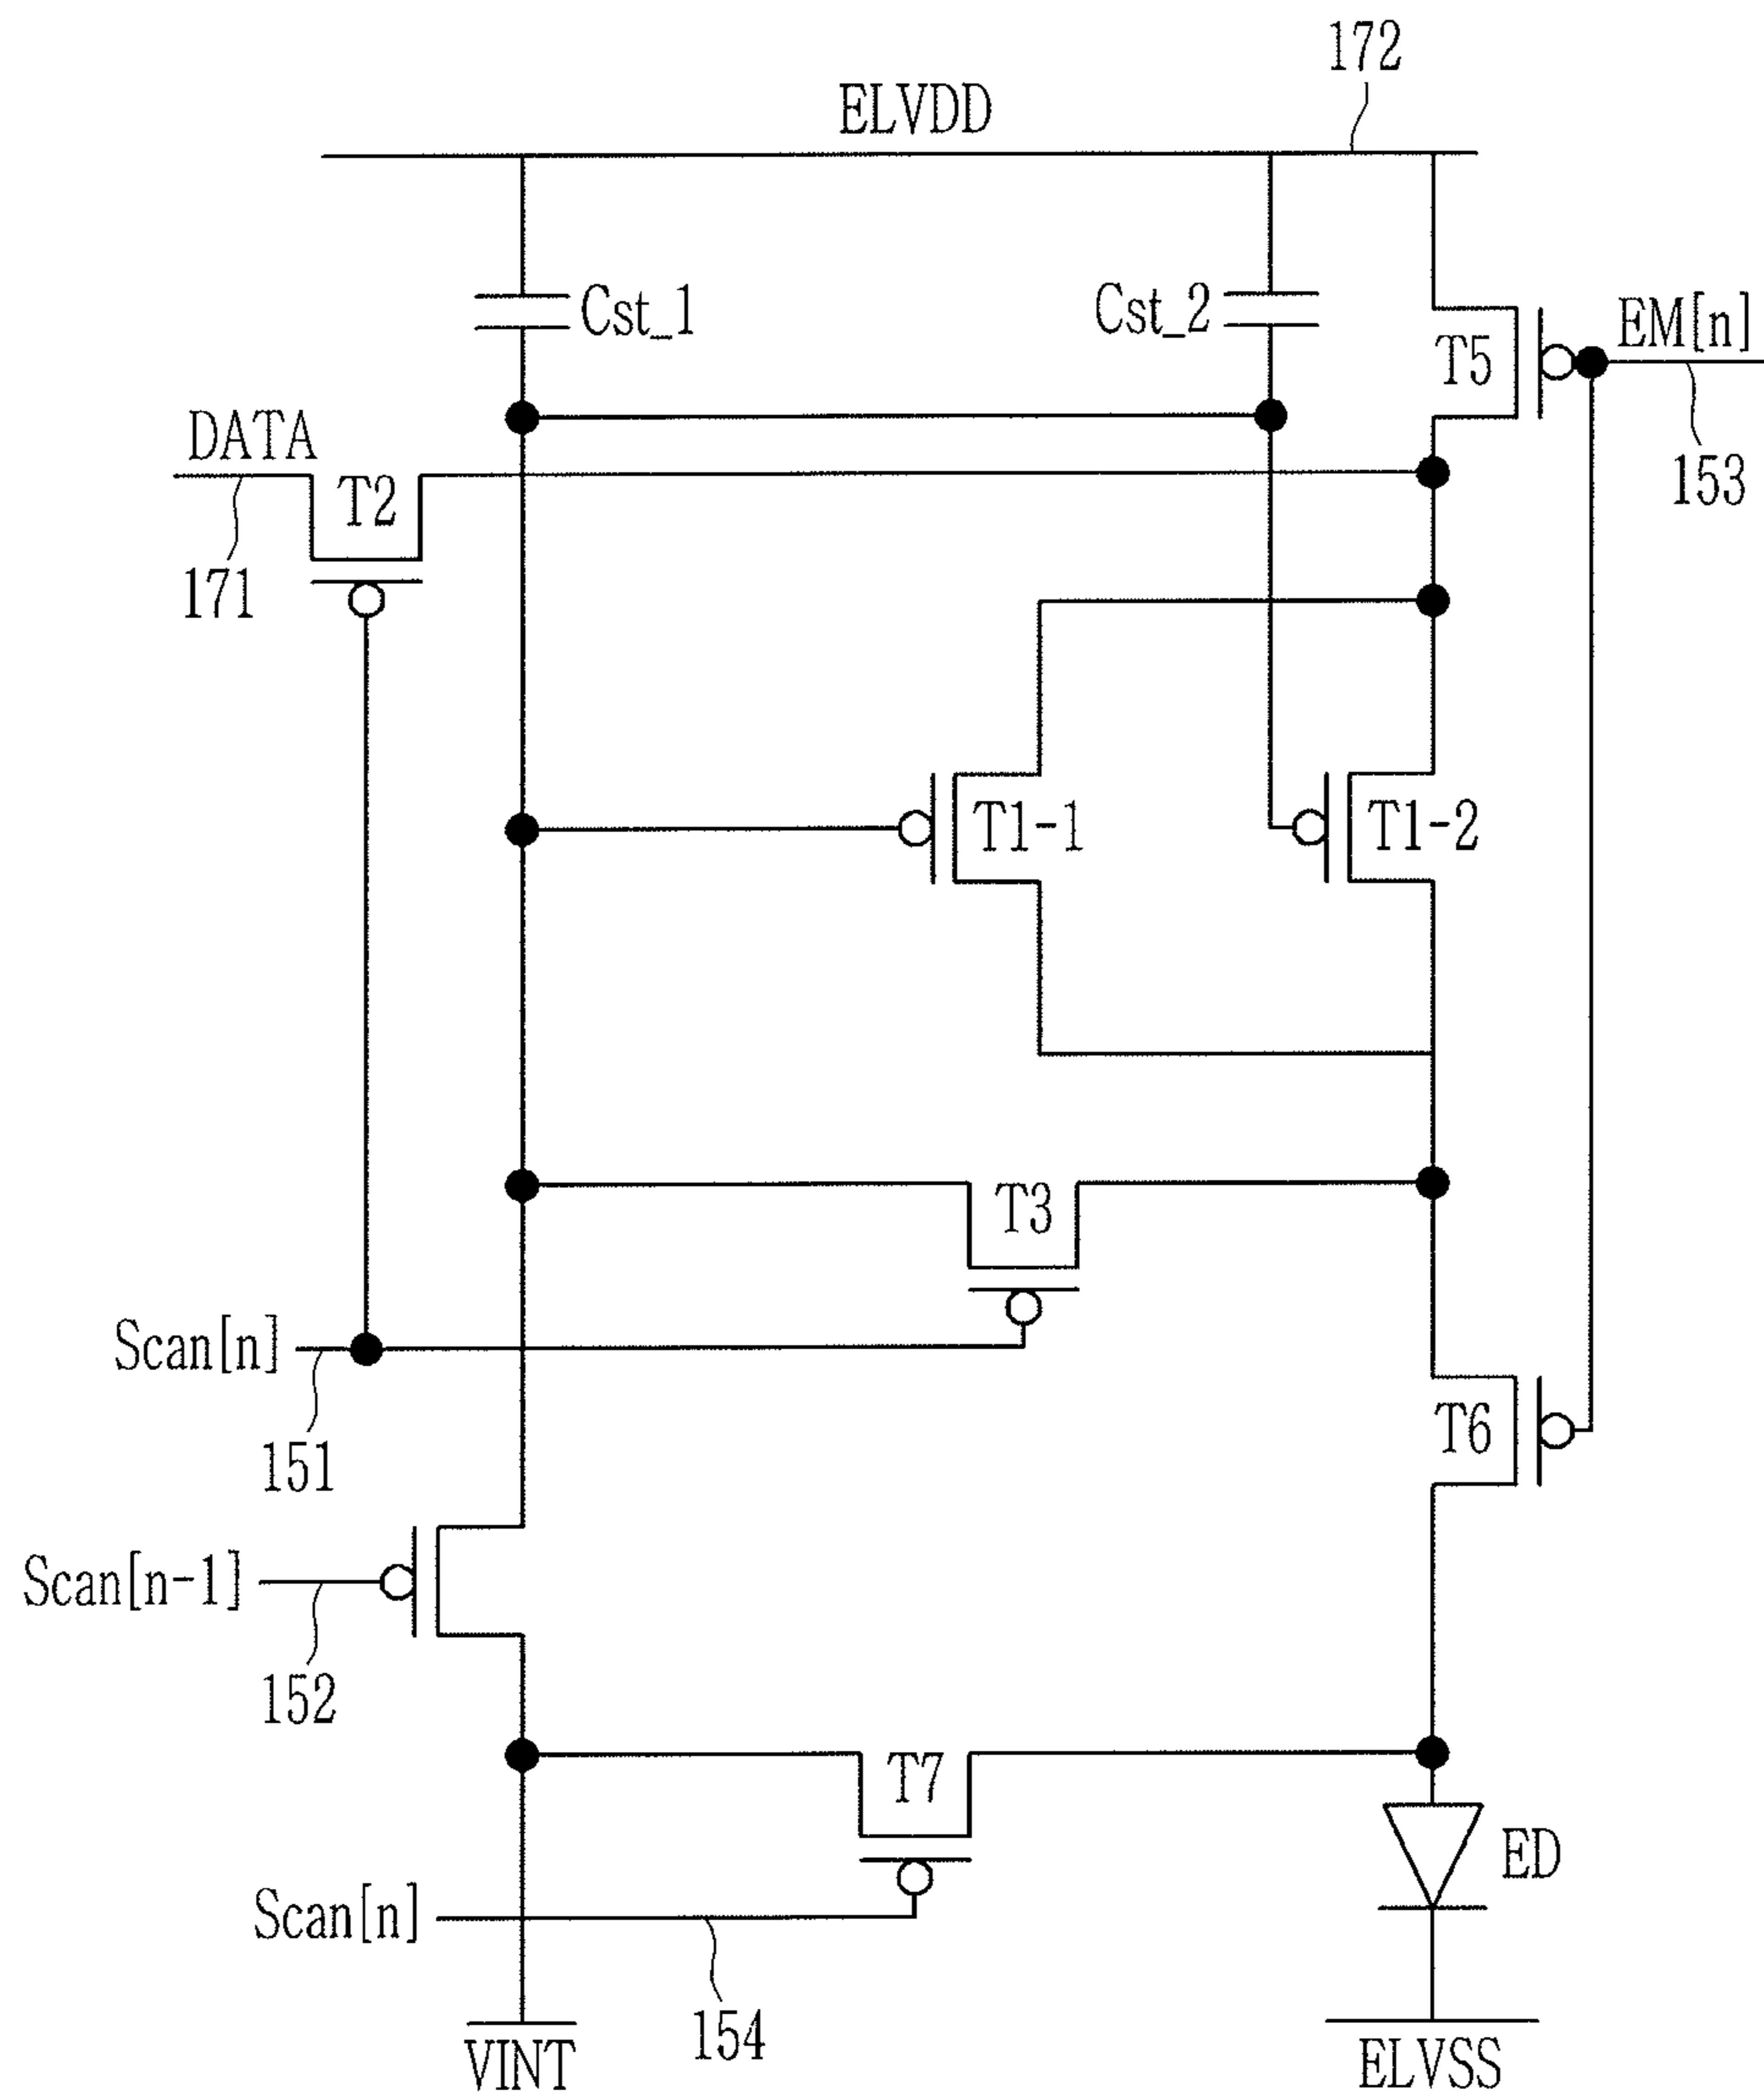 172
ELVDD
Cst_1
Cst_2
T5
EM[n]
153
DATA
T2
171
T1-1
T1-2
T3
Scan[n]
151
T6
Scan[n-1]
152
T7
ED
Scan[n]
154
VINT
ELVSS